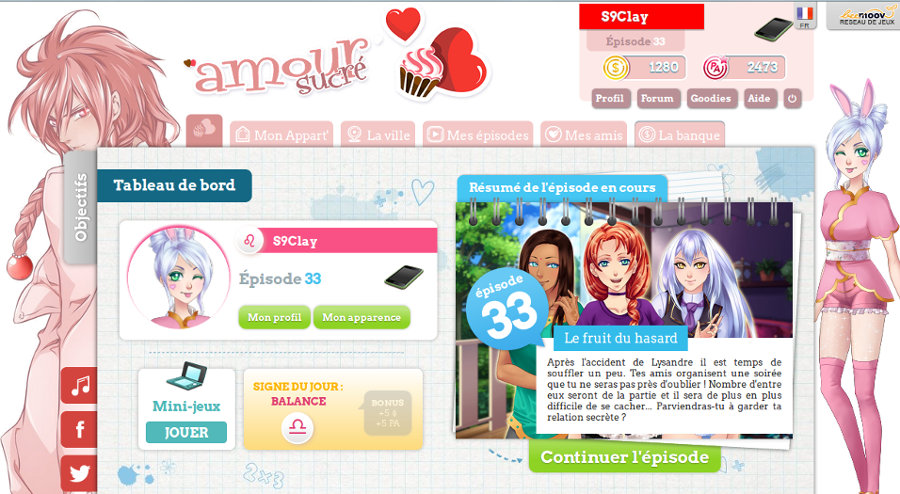 S9Clay
Épisode 33
1280
2473
FR
Beemoov
RESEAU DE JEUX
amour
sucré
Profil
Forum
Goodies
Aide
Mon Appart'
La ville
Mes épisodes
Mes amis
La banque
Objectifs
Tableau de bord
S9Clay
Épisode 33
Mon profil
Mon apparence
Mini-jeux
JOUER
SIGNE DU JOUR :
BALANCE
BONUS
+5 $
+5 PA
2x3
Résumé de l'épisode en cours
épisode
33
Le fruit du hasard
Après l'accident de Lysandre il est temps de
souffler un peu. Tes amis organisent une soirée
que tu ne seras pas près d'oublier ! Nombre d'entre
eux seront de la partie et il sera de plus en plus
difficile de se cacher... Parviendras-tu à garder ta
relation secrète ?
Continuer l'épisode